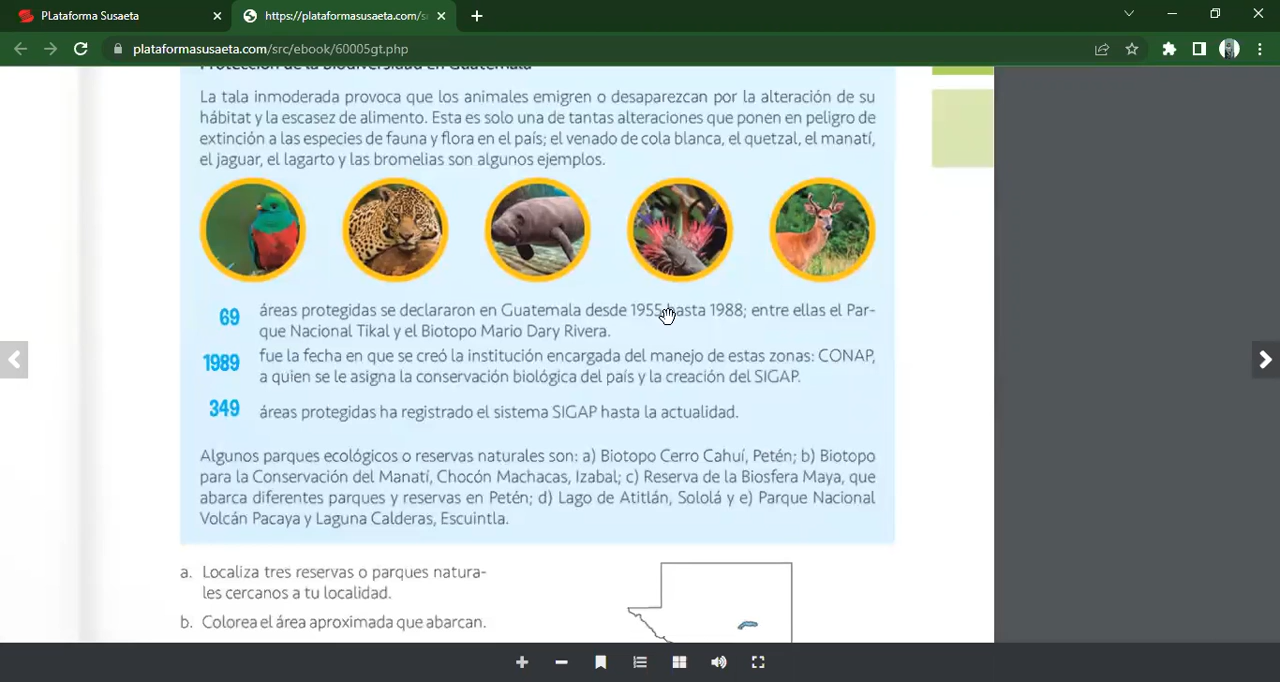 PLataforma Susaeta
https://plataformasusaeta.com/s
plataformasusaeta.com/src/ebook/60005gt.php
Protección de la biodiversidad en Guatemala
La tala inmoderada provoca que los animales emigren o desaparezcan por la alteración de su
hábitat y la escasez de alimento. Esta es solo una de tantas alteraciones que ponen en peligro de
extinción a las especies de fauna y flora en el país; el venado de cola blanca, el quetzal, el manatí,
el jaguar, el lagarto y las bromelias son algunos ejemplos.
69 áreas protegidas se declararon en Guatemala desde 1955 hasta 1988; entre ellas el Par-
que Nacional Tikal y el Biotopo Mario Dary Rivera.
1989 fue la fecha en que se creó la institución encargada del manejo de estas zonas: CONAP,
a quien se le asigna la conservación biológica del país y la creación del SIGAP.
349 áreas protegidas ha registrado el sistema SIGAP hasta la actualidad.
Algunos parques ecológicos o reservas naturales son: a) Biotopo Cerro Cahuí, Petén; b) Biotopo
para la Conservación del Manatí, Chocón Machacas, Izabal; c) Reserva de la Biosfera Maya, que
abarca diferentes parques y reservas en Petén; d) Lago de Atitlán, Sololá y e) Parque Nacional
Volcán Pacaya y Laguna Calderas, Escuintla.
a. Localiza tres reservas o parques natura-
les cercanos a tu localidad.
b. Colorea el área aproximada que abarcan.